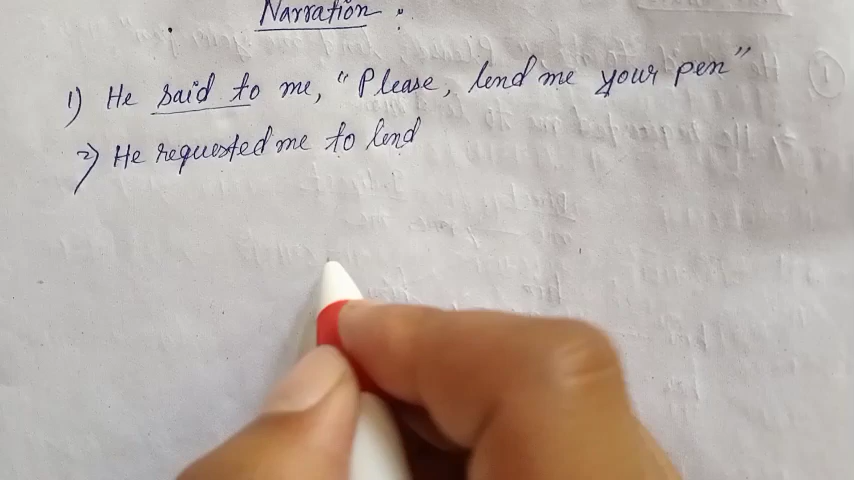 Narration :
1) He said to me, "Please, lend me your pen"
2) He requested me to lend